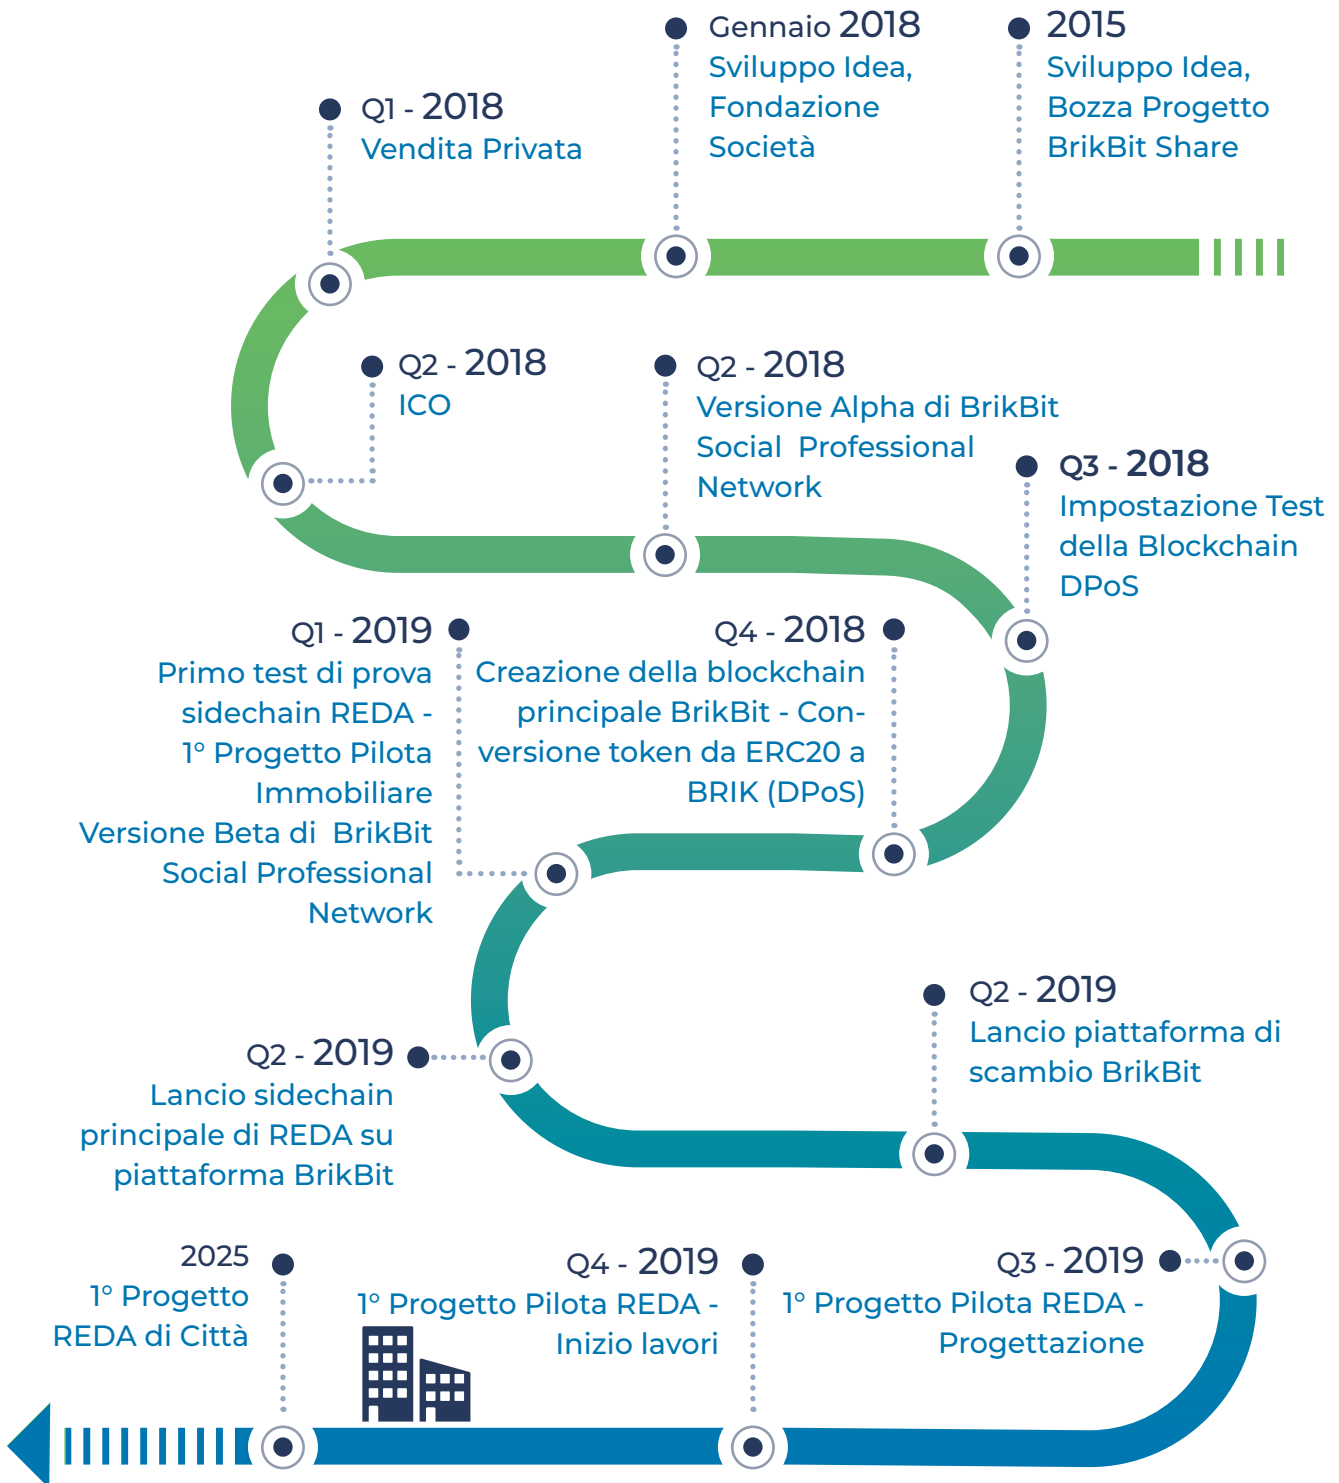 2015
Sviluppo Idea,
Bozza Progetto
BrikBit Share
Gennaio 2018
Sviluppo Idea,
Fondazione
Società
Q1 - 2018
Vendita Privata
Q2 - 2018
ICO
Q2 - 2018
Versione Alpha di BrikBit
Social Professional
Network
Q3 - 2018
Impostazione Test
della Blockchain
DPoS
Q4 - 2018
Creazione della blockchain
principale BrikBit - Con-
versione token da ERC20 a
BRIK (DPoS)
Q1 - 2019
Primo test di prova
sidechain REDA -
1° Progetto Pilota
Immobiliare
Versione Beta di BrikBit
Social Professional
Network
Q2 - 2019
Lancio sidechain
principale di REDA su
piattaforma BrikBit
Q2 - 2019
Lancio piattaforma di
scambio BrikBit
Q3 - 2019
1° Progetto Pilota REDA -
Progettazione
Q4 - 2019
1° Progetto Pilota REDA -
Inizio lavori
2025
1° Progetto
REDA di Città